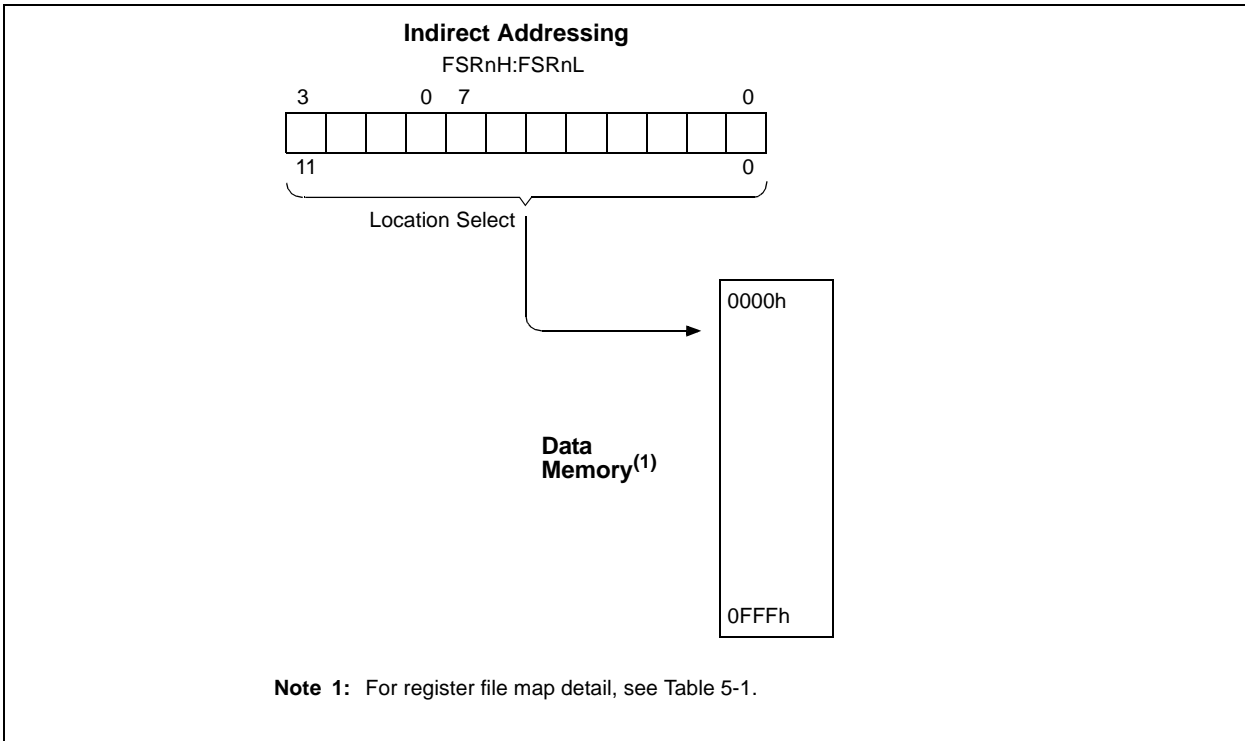 Indirect Addressing
FSRnH:FSRnL
3 0 7 0
11 0
Location Select
0000h
Data
Memory(1)
0FFFh
Note 1: For register file map detail, see Table 5-1.